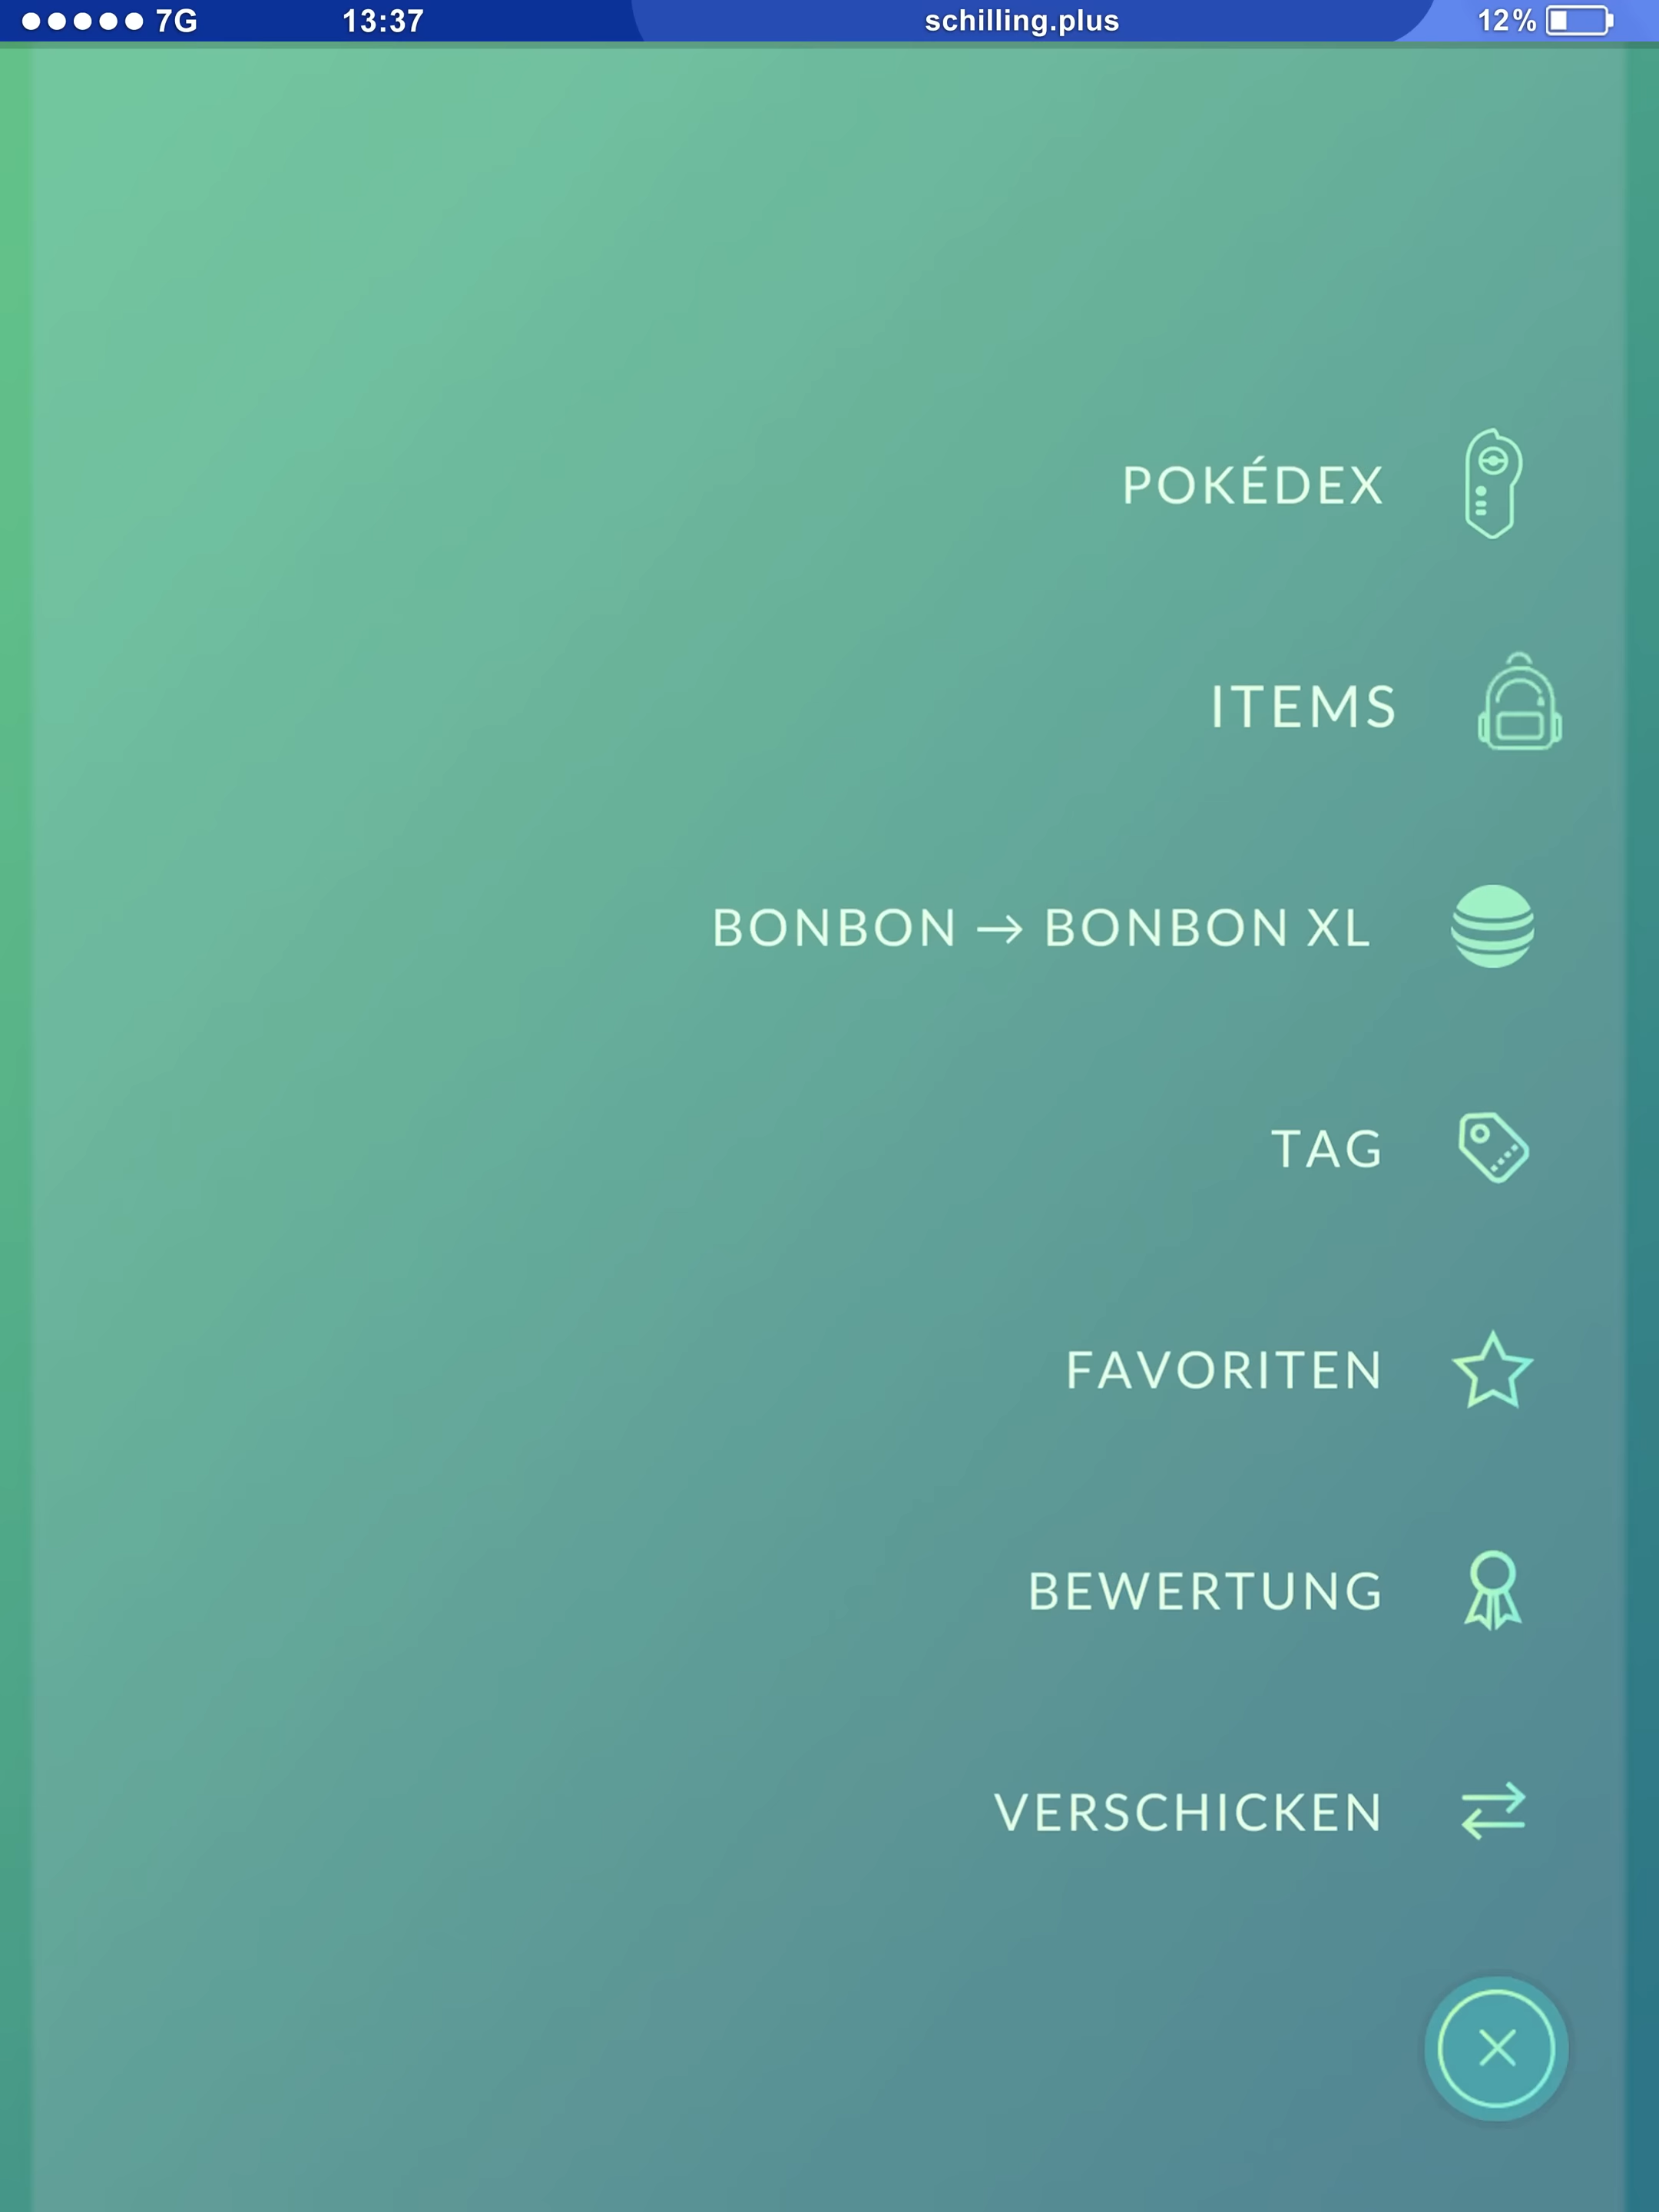 7G 13:37 schilling.plus 12%
POKÉDEX
ITEMS
BONBON → BONBON XL
TAG
FAVORITEN
BEWERTUNG
VERSCHICKEN